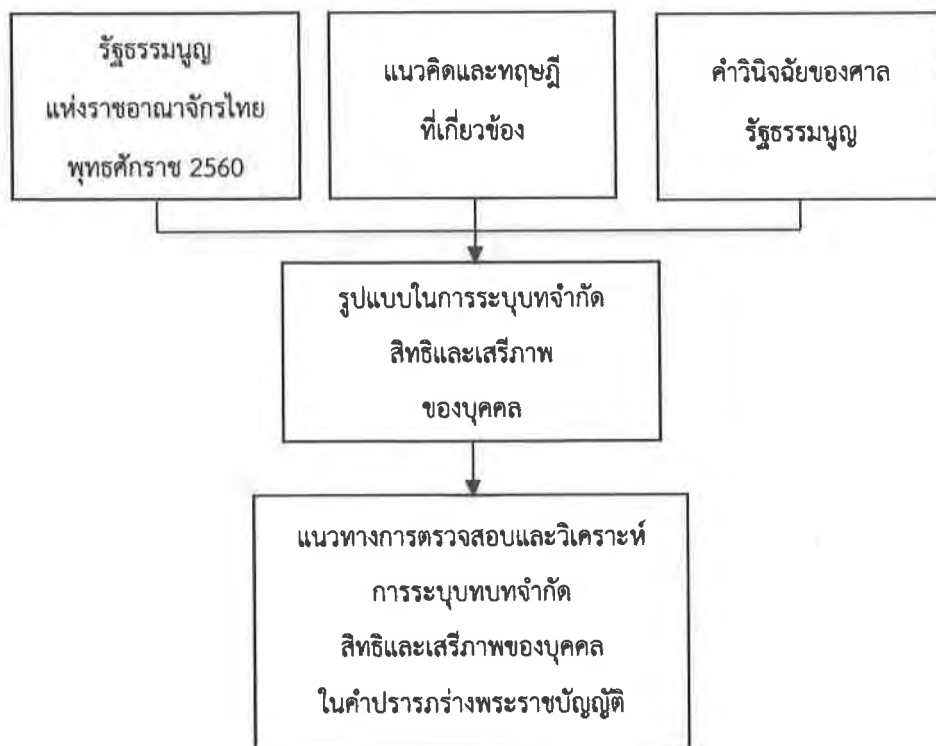 รัฐธรรมนูญ
แห่งราชอาณาจักรไทย
พุทธศักราช 2560
แนวคิดและทฤษฎี
ที่เกี่ยวข้อง
คำวินิจฉัยของศาล
รัฐธรรมนูญ
รูปแบบในการระบุบทจำกัด
สิทธิและเสรีภาพ
ของบุคคล
แนวทางการตรวจสอบและวิเคราะห์
การระบุทบทจำกัด
สิทธิและเสรีภาพของบุคคล
ในคำปรารภร่างพระราชบัญญัติ